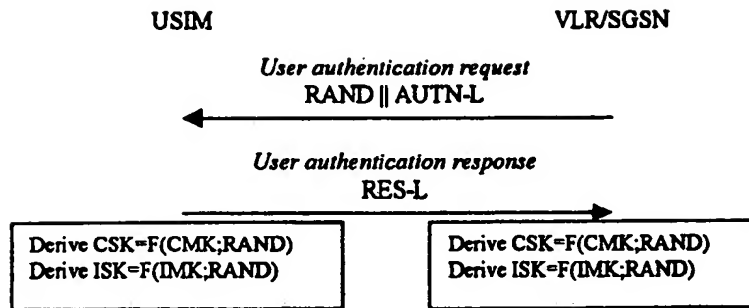 USIM VLR/SGSN
User authentication request
RAND || AUTN-L
User authentication response
RES-L
Derive CSK=F(CMK;RAND)
Derive ISK=F(IMK;RAND)
Derive CSK=F(CMK;RAND)
Derive ISK=F(IMK;RAND)